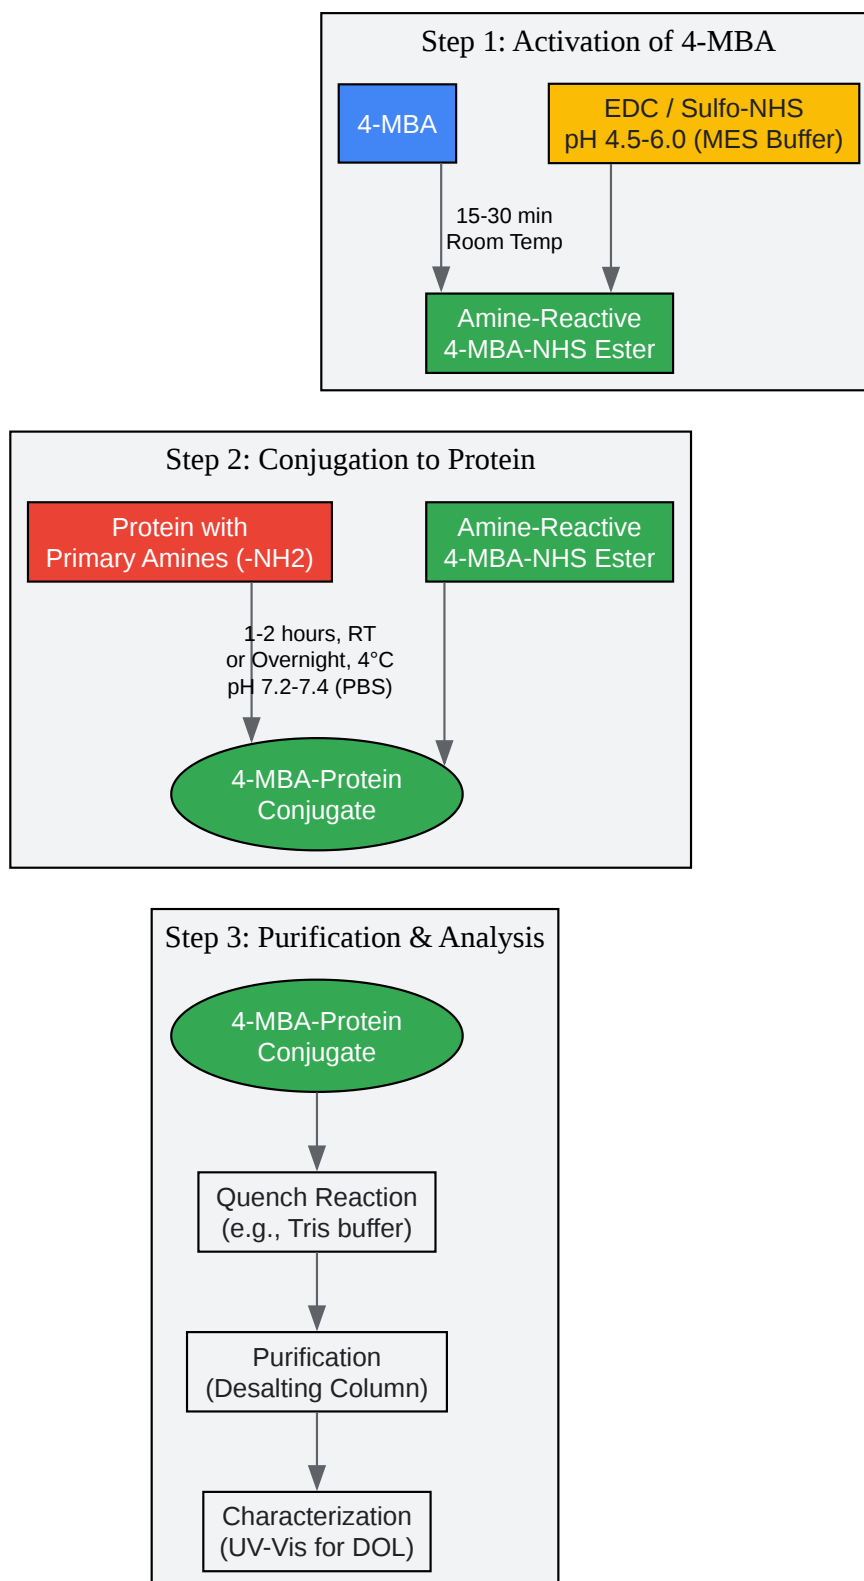 Step 1: Activation of 4-MBA
4-MBA
EDC / Sulfo-NHS
pH 4.5-6.0 (MES Buffer)
15-30 min
Room Temp
Amine-Reactive
4-MBA-NHS Ester
Step 2: Conjugation to Protein
Protein with
Primary Amines (-NH2)
Amine-Reactive
4-MBA-NHS Ester
1-2 hours, RT
or Overnight, 4°C
pH 7.2-7.4 (PBS)
4-MBA-Protein
Conjugate
Step 3: Purification & Analysis
4-MBA-Protein
Conjugate
Quench Reaction
(e.g., Tris buffer)
Purification
(Desalting Column)
Characterization
(UV-Vis for DOL)